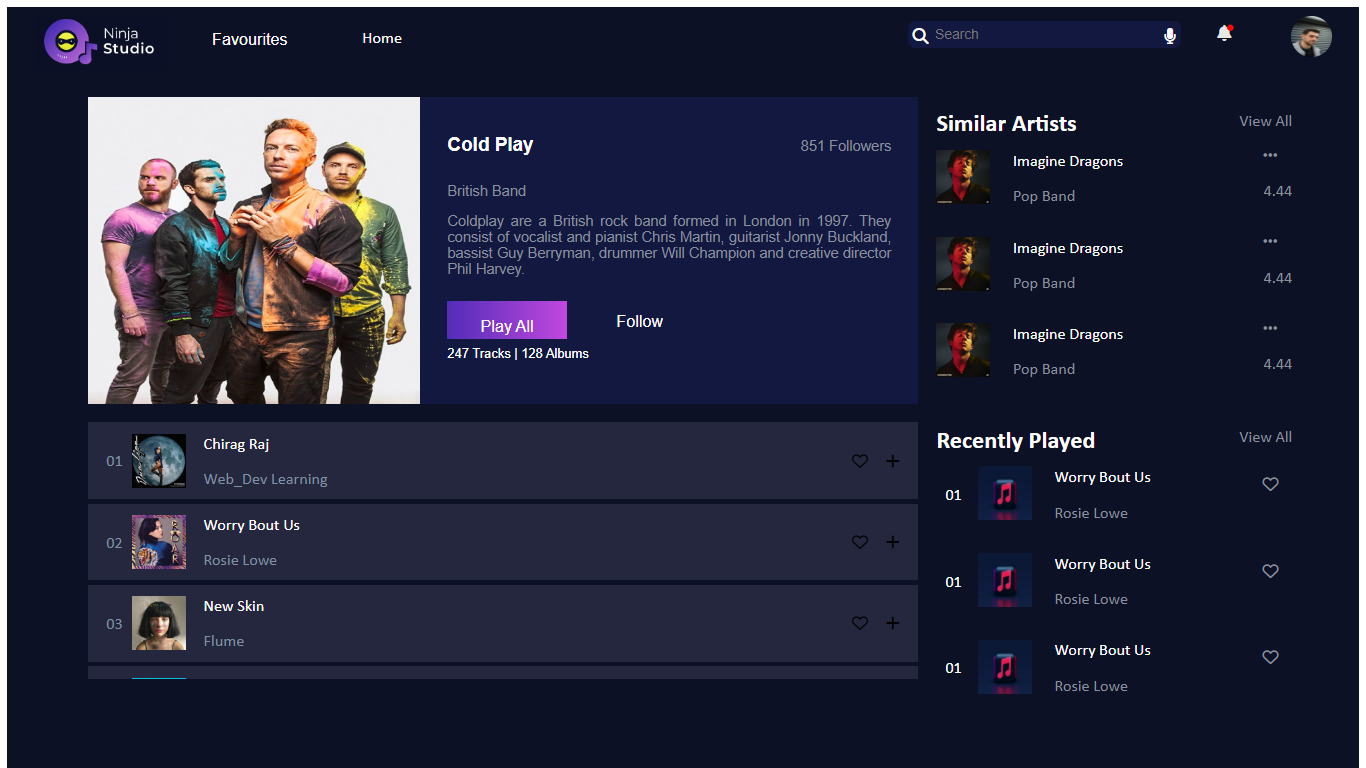 Ninja
Studio
Favourites
Home
Search
Cold Play
851 Followers
British Band
Coldplay are a British rock band formed in London in 1997. They
consist of vocalist and pianist Chris Martin, guitarist Jonny Buckland,
bassist Guy Berryman, drummer Will Champion and creative director
Phil Harvey.
Play All
Follow
247 Tracks | 128 Albums
01
Chirag Raj
Web_Dev Learning
02
Worry Bout Us
Rosie Lowe
03
New Skin
Flume
Similar Artists
View All
Imagine Dragons
Pop Band
4.44
Imagine Dragons
Pop Band
4.44
Imagine Dragons
Pop Band
4.44
Recently Played
View All
01
Worry Bout Us
Rosie Lowe
01
Worry Bout Us
Rosie Lowe
01
Worry Bout Us
Rosie Lowe